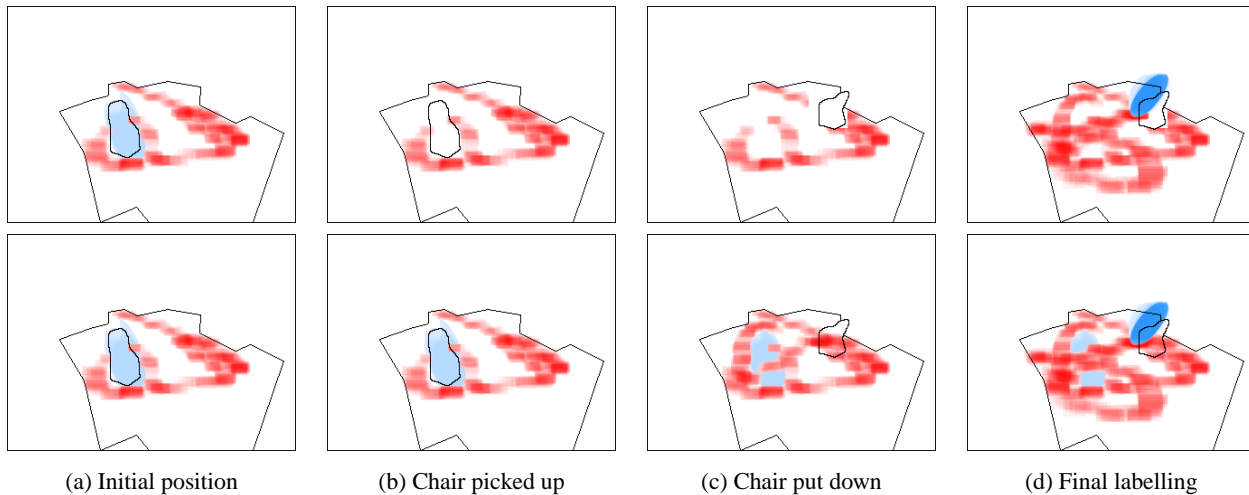 (a) Initial position
(b) Chair picked up
(c) Chair put down
(d) Final labelling